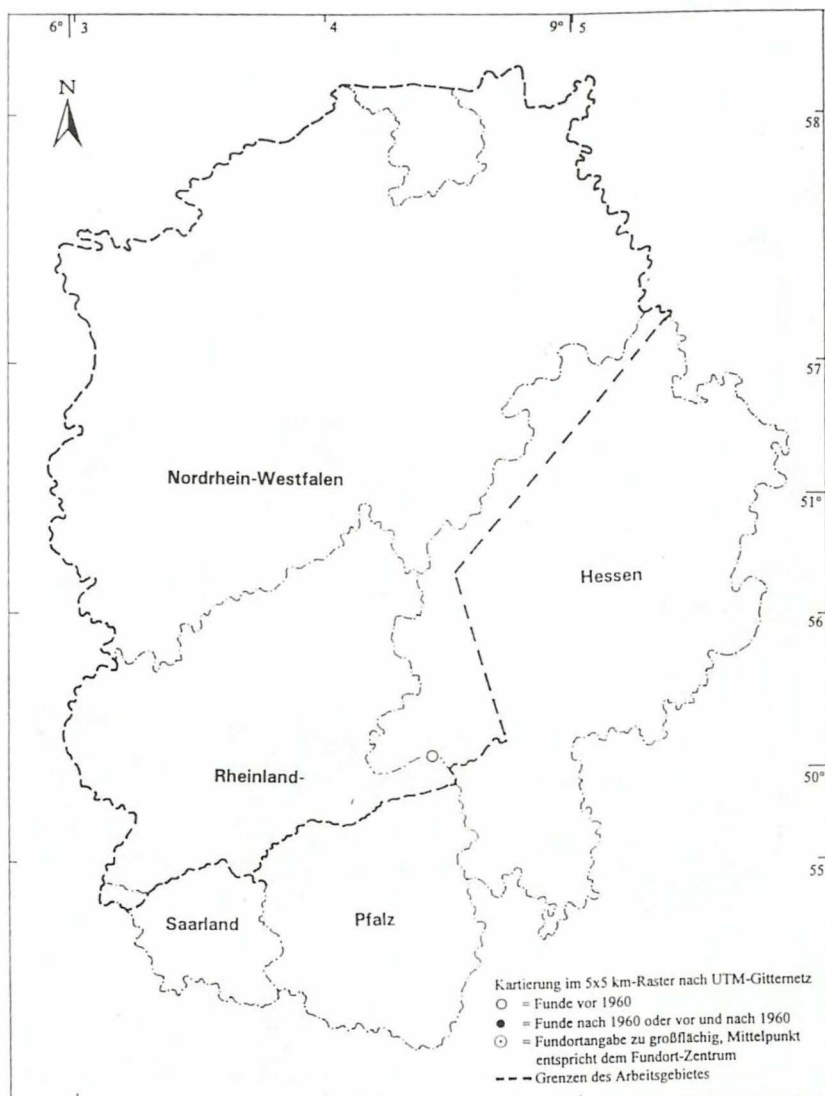 6° 3 4 9° 5
N
58
57
Nordrhein-Westfalen
51°
Hessen
56
Rheinland-
50°
55
Saarland
Pfalz
Kartierung im 5x5 km-Raster nach UTM-Gitternetz
○ = Funde vor 1960
● = Funde nach 1960 oder vor und nach 1960
⊙ = Fundortangabe zu großflächig, Mittelpunkt
entspricht dem Fundort-Zentrum
--- Grenzen des Arbeitsgebietes